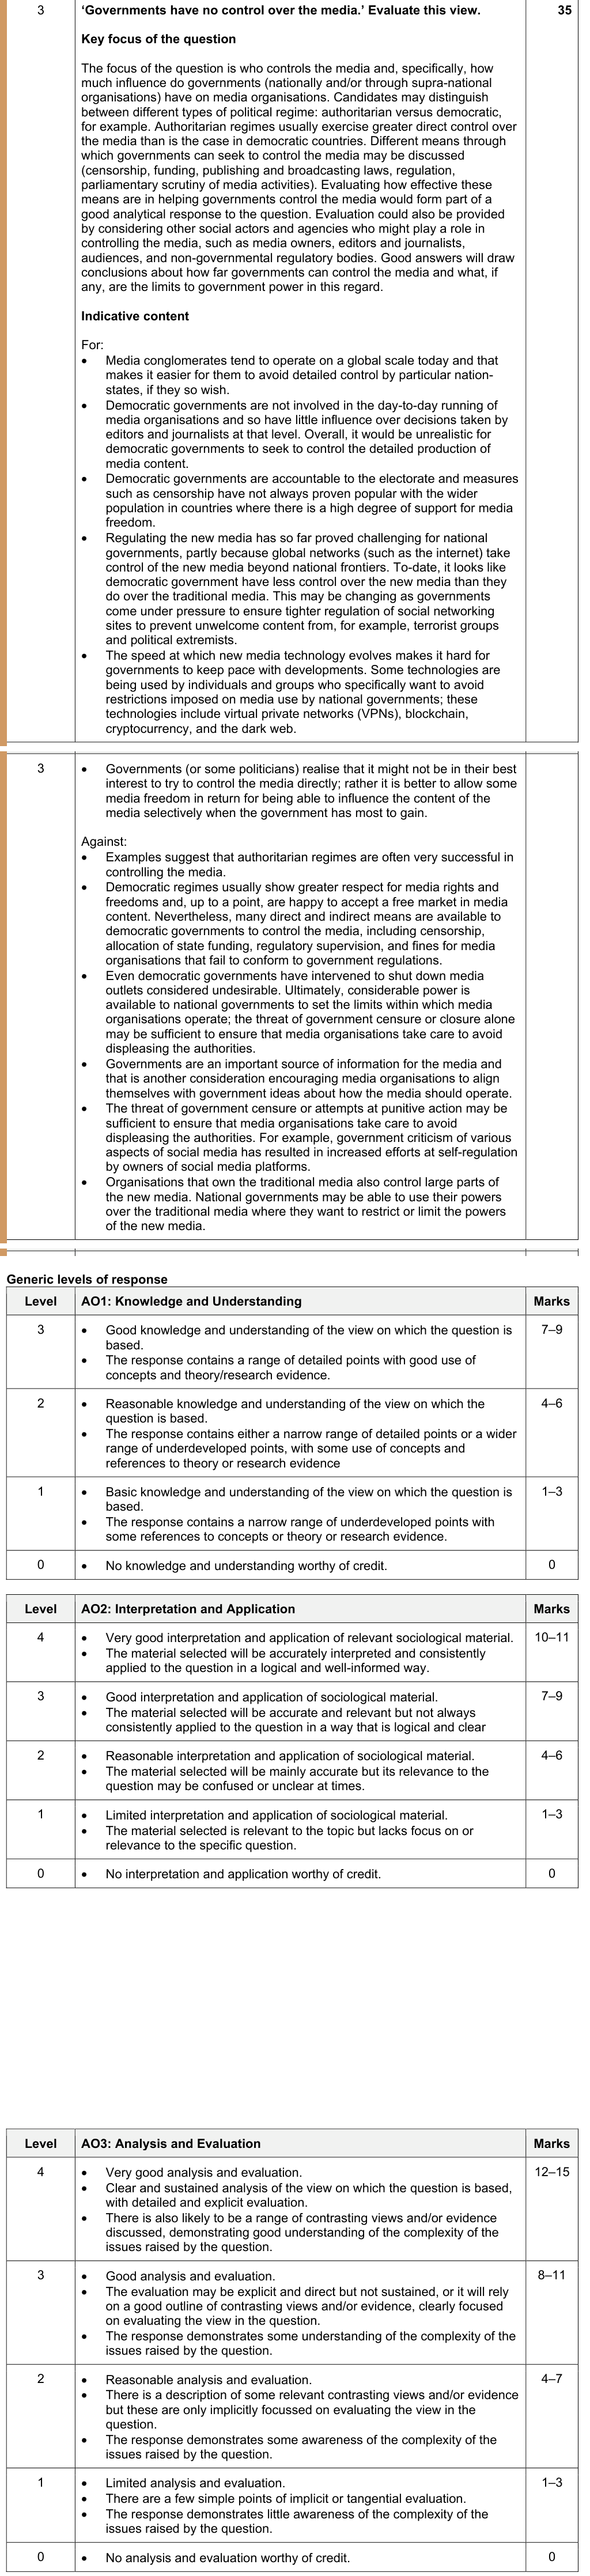 3 ‘Governments have no control over the media.’ Evaluate this view. 35
Key focus of the question
The focus of the question is who controls the media and, specifically, how
much influence do governments (nationally and/or through supra-national
organisations) have on media organisations. Candidates may distinguish
between different types of political regime: authoritarian versus democratic,
for example. Authoritarian regimes usually exercise greater direct control over
the media than is the case in democratic countries. Different means through
which governments can seek to control the media may be discussed
(censorship, funding, publishing and broadcasting laws, regulation,
parliamentary scrutiny of media activities). Evaluating how effective these
means are in helping governments control the media would form part of a
good analytical response to the question. Evaluation could also be provided
by considering other social actors and agencies who might play a role in
controlling the media, such as media owners, editors and journalists,
audiences, and non-governmental regulatory bodies. Good answers will draw
conclusions about how far governments can control the media and what, if
any, are the limits to government power in this regard.
Indicative content
For:
• Media conglomerates tend to operate on a global scale today and that
makes it easier for them to avoid detailed control by particular nation-
states, if they so wish.
• Democratic governments are not involved in the day-to-day running of
media organisations and so have little influence over decisions taken by
editors and journalists at that level. Overall, it would be unrealistic for
democratic governments to seek to control the detailed production of
media content.
• Democratic governments are accountable to the electorate and measures
such as censorship have not always proven popular with the wider
population in countries where there is a high degree of support for media
freedom.
• Regulating the new media has so far proved challenging for national
governments, partly because global networks (such as the internet) take
control of the new media beyond national frontiers. To-date, it looks like
democratic government have less control over the new media than they
do over the traditional media. This may be changing as governments
come under pressure to ensure tighter regulation of social networking
sites to prevent unwelcome content from, for example, terrorist groups
and political extremists.
• The speed at which new media technology evolves makes it hard for
governments to keep pace with developments. Some technologies are
being used by individuals and groups who specifically want to avoid
restrictions imposed on media use by national governments; these
technologies include virtual private networks (VPNs), blockchain,
cryptocurrency, and the dark web.
3 • Governments (or some politicians) realise that it might not be in their best
interest to try to control the media directly; rather it is better to allow some
media freedom in return for being able to influence the content of the
media selectively when the government has most to gain.
Against:
• Examples suggest that authoritarian regimes are often very successful in
controlling the media.
• Democratic regimes usually show greater respect for media rights and
freedoms and, up to a point, are happy to accept a free market in media
content. Nevertheless, many direct and indirect means are available to
democratic governments to control the media, including censorship,
allocation of state funding, regulatory supervision, and fines for media
organisations that fail to conform to government regulations.
• Even democratic governments have intervened to shut down media
outlets considered undesirable. Ultimately, considerable power is
available to national governments to set the limits within which media
organisations operate; the threat of government censure or closure alone
may be sufficient to ensure that media organisations take care to avoid
displeasing the authorities.
• Governments are an important source of information for the media and
that is another consideration encouraging media organisations to align
themselves with government ideas about how the media should operate.
• The threat of government censure or attempts at punitive action may be
sufficient to ensure that media organisations take care to avoid
displeasing the authorities. For example, government criticism of various
aspects of social media has resulted in increased efforts at self-regulation
by owners of social media platforms.
• Organisations that own the traditional media also control large parts of
the new media. National governments may be able to use their powers
over the traditional media where they want to restrict or limit the powers
of the new media.
Generic levels of response
Level AO1: Knowledge and Understanding Marks
3 • Good knowledge and understanding of the view on which the question is 7–9
based.
• The response contains a range of detailed points with good use of
concepts and theory/research evidence.
2 • Reasonable knowledge and understanding of the view on which the 4–6
question is based.
• The response contains either a narrow range of detailed points or a wider
range of underdeveloped points, with some use of concepts and
references to theory or research evidence
1 • Basic knowledge and understanding of the view on which the question is 1–3
based.
• The response contains a narrow range of underdeveloped points with
some references to concepts or theory or research evidence.
0 • No knowledge and understanding worthy of credit. 0
Level AO2: Interpretation and Application Marks
4 • Very good interpretation and application of relevant sociological material. 10–11
• The material selected will be accurately interpreted and consistently
applied to the question in a logical and well-informed way.
3 • Good interpretation and application of sociological material. 7–9
• The material selected will be accurate and relevant but not always
consistently applied to the question in a way that is logical and clear
2 • Reasonable interpretation and application of sociological material. 4–6
• The material selected will be mainly accurate but its relevance to the
question may be confused or unclear at times.
1 • Limited interpretation and application of sociological material. 1–3
• The material selected is relevant to the topic but lacks focus on or
relevance to the specific question.
0 • No interpretation and application worthy of credit. 0
Level AO3: Analysis and Evaluation Marks
4 • Very good analysis and evaluation. 12–15
• Clear and sustained analysis of the view on which the question is based,
with detailed and explicit evaluation.
• There is also likely to be a range of contrasting views and/or evidence
discussed, demonstrating good understanding of the complexity of the
issues raised by the question.
3 • Good analysis and evaluation. 8–11
• The evaluation may be explicit and direct but not sustained, or it will rely
on a good outline of contrasting views and/or evidence, clearly focused
on evaluating the view in the question.
• The response demonstrates some understanding of the complexity of the
issues raised by the question.
2 • Reasonable analysis and evaluation. 4–7
• There is a description of some relevant contrasting views and/or evidence
but these are only implicitly focussed on evaluating the view in the
question.
• The response demonstrates some awareness of the complexity of the
issues raised by the question.
1 • Limited analysis and evaluation. 1–3
• There are a few simple points of implicit or tangential evaluation.
• The response demonstrates little awareness of the complexity of the
issues raised by the question.
0 • No analysis and evaluation worthy of credit. 0